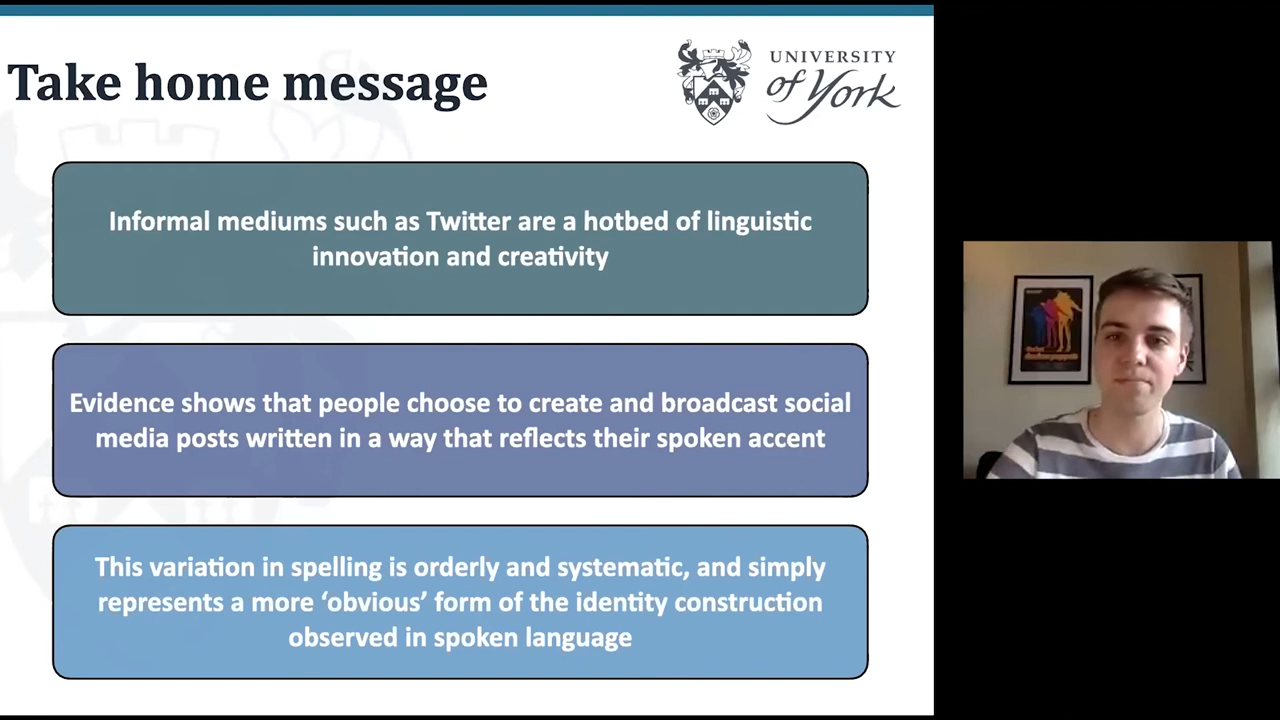 Take home message
UNIVERSITY
of York
Informal mediums such as Twitter are a hotbed of linguistic
innovation and creativity
Evidence shows that people choose to create and broadcast social
media posts written in a way that reflects their spoken accent
This variation in spelling is orderly and systematic, and simply
represents a more ‘obvious’ form of the identity construction
observed in spoken language